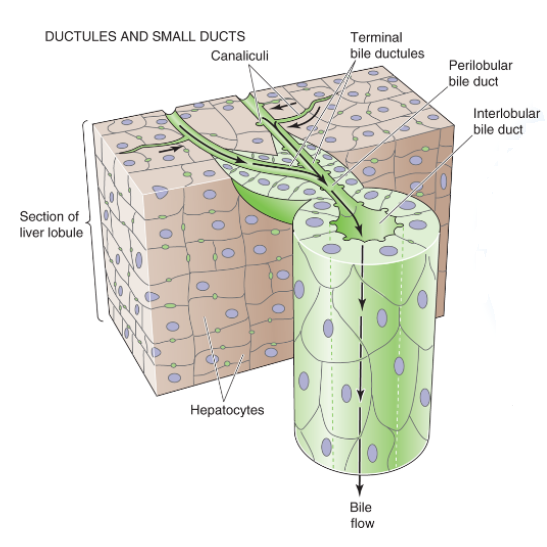 DUCTULES AND SMALL DUCTS
Canaliculi
Terminal
bile ductules
Perilobular
bile duct
Interlobular
bile duct
Section of
liver lobule
Hepatocytes
Bile
flow